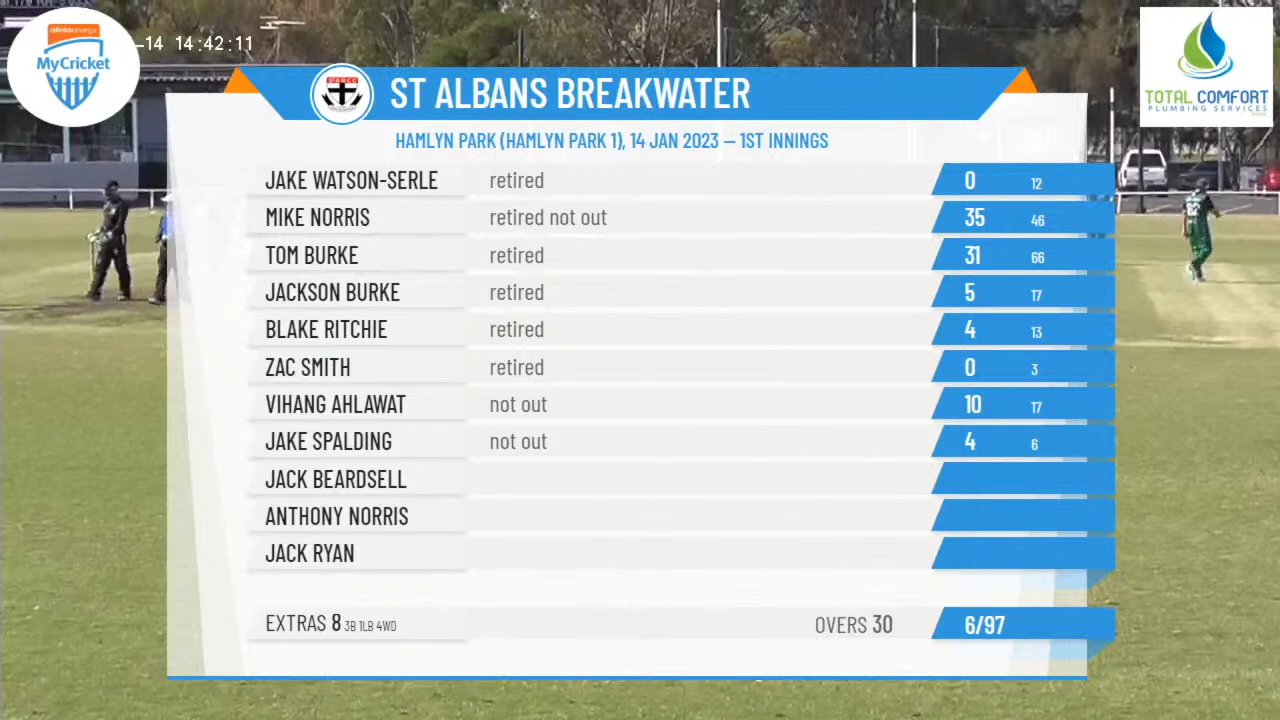 alintaenergy
MyCricket
-14 14:42:11
ST ALBANS BREAKWATER
TOTAL COMFORT
PLUMBING SERVICES
HAMLYN PARK (HAMLYN PARK 1), 14 JAN 2023 – 1ST INNINGS
JAKE WATSON-SERLE retired 0 12
MIKE NORRIS retired not out 35 46
TOM BURKE retired 31 66
JACKSON BURKE retired 5 17
BLAKE RITCHIE retired 4 13
ZAC SMITH retired 0 3
VIHANG AHLAWAT not out 10 17
JAKE SPALDING not out 4 6
JACK BEARDSELL
ANTHONY NORRIS
JACK RYAN
EXTRAS 8 3B 1LB 4WD OVERS 30 6/97